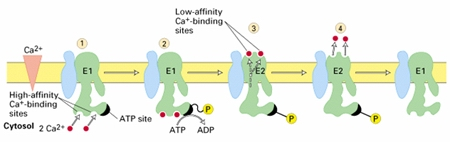 Low-affinity
Ca²⁺-binding
sites
Ca²⁺
1
2
3
4
E1
E1
E2
E2
E1
High-affinity
Ca²⁺-binding
sites
ATP site
P
P
P
Cytosol
2 Ca²⁺
ATP
ADP